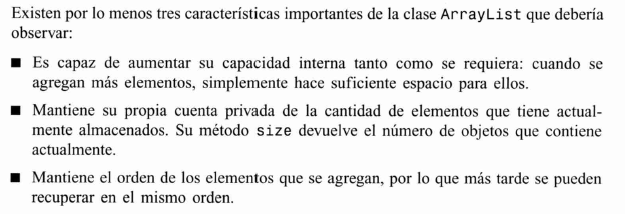 Existen por lo menos tres características importantes de la clase ArrayList que debería
observar:
■ Es capaz de aumentar su capacidad interna tanto como se requiera: cuando se
agregan más elementos, simplemente hace suficiente espacio para ellos.
■ Mantiene su propia cuenta privada de la cantidad de elementos que tiene actual-
mente almacenados. Su método size devuelve el número de objetos que contiene
actualmente.
■ Mantiene el orden de los elementos que se agregan, por lo que más tarde se pueden
recuperar en el mismo orden.